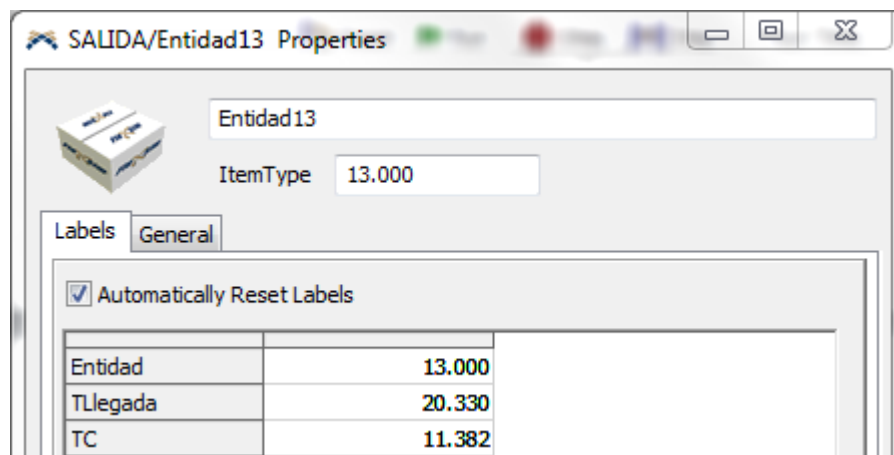 SALIDA/Entidad13 Properties
Entidad13
ItemType 13.000
Labels General
Automatically Reset Labels
Entidad 13.000
TLlegada 20.330
TC 11.382